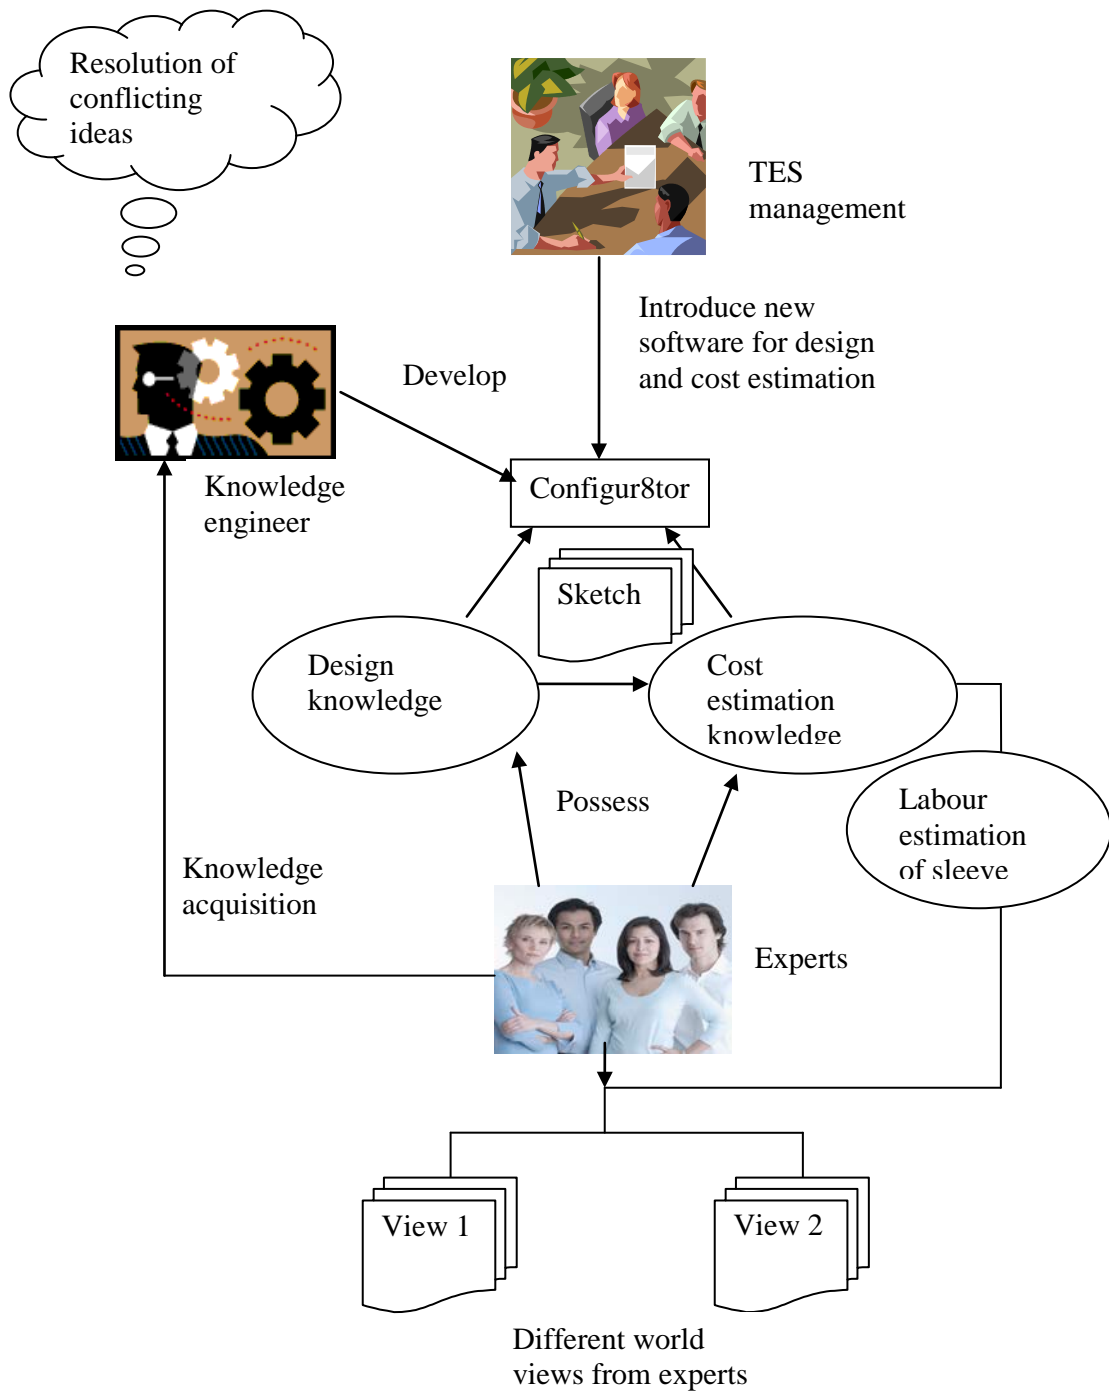 Resolution of
conflicting
ideas
TES
management
Introduce new
software for design
and cost estimation
Develop
Configur8tor
Knowledge
engineer
Sketch
Design
knowledge
Cost
estimation
knowledge
Possess
Labour
estimation
of sleeve
Knowledge
acquisition
Experts
View 1
View 2
Different world
views from experts